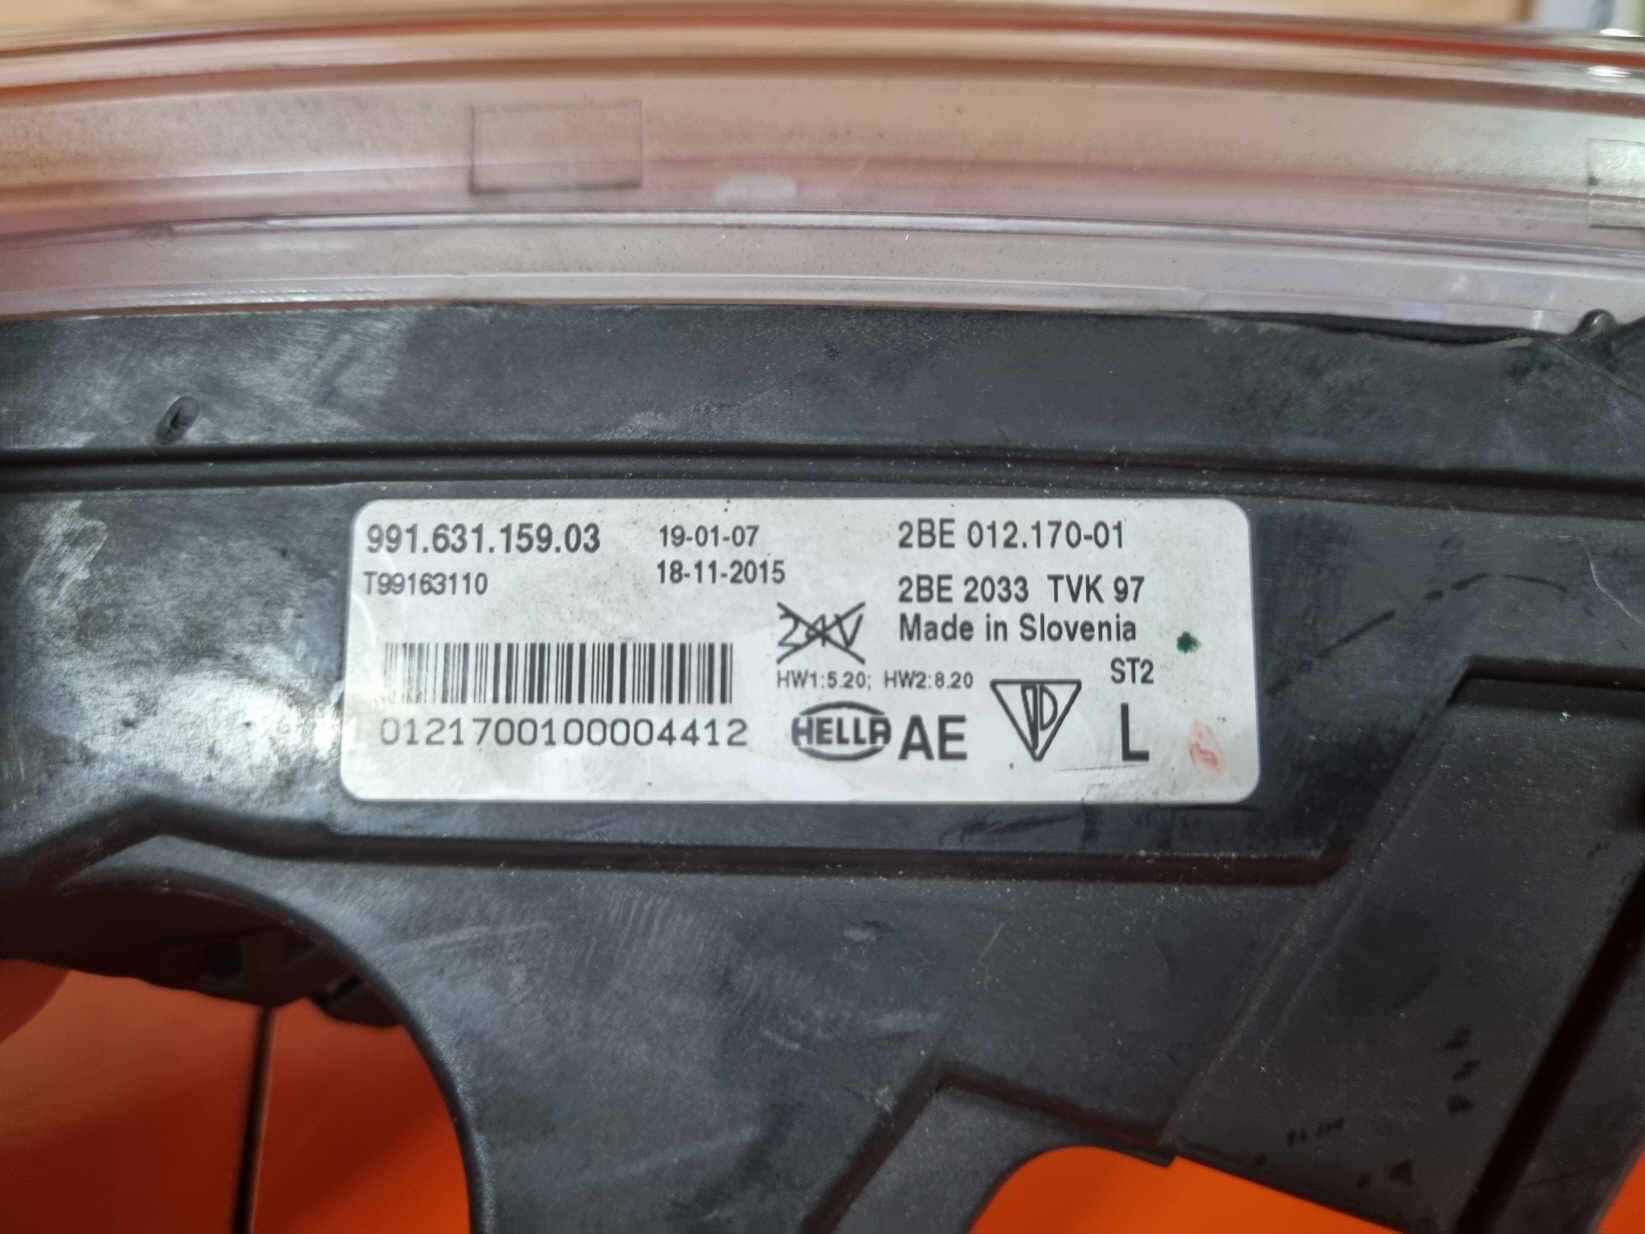 991.631.159.03 19-01-07 2BE 012.170-01
T99163110 18-11-2015 2BE 2033 TVK 97
24V Made in Slovenia
HW1:5.20; HW2:8.20 ST2
0121700100004412 HELLA AE L